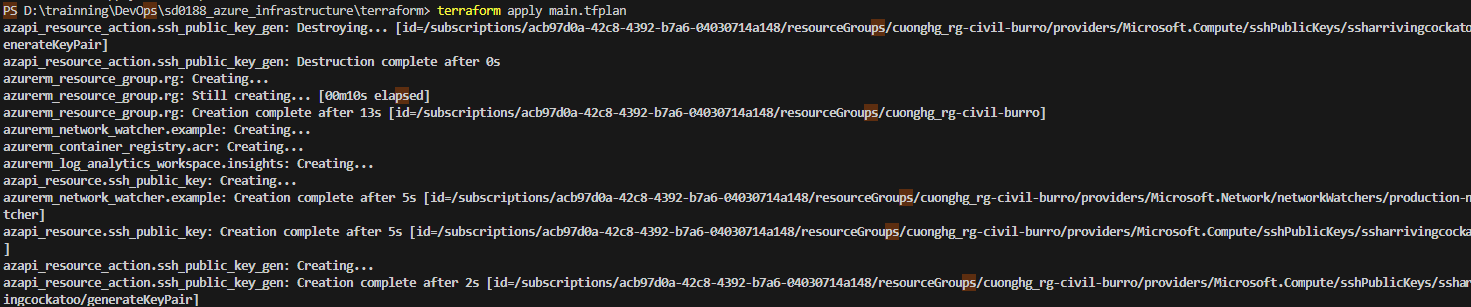 PS D:\trainning\DevOps\sd0188_azure_infrastructure\terraform> terraform apply main.tfplan
azapi_resource_action.ssh_public_key_gen: Destroying... [id=/subscriptions/acb97d0a-42c8-4392-b7a6-04030714a148/resourceGroups/cuonghg_rg-civil-burro/providers/Microsoft.Compute/sshPublicKeys/ssharrivingcockato
enerateKeyPair]
azapi_resource_action.ssh_public_key_gen: Destruction complete after 0s
azurerm_resource_group.rg: Creating...
azurerm_resource_group.rg: Still creating... [00m10s elapsed]
azurerm_resource_group.rg: Creation complete after 13s [id=/subscriptions/acb97d0a-42c8-4392-b7a6-04030714a148/resourceGroups/cuonghg_rg-civil-burro]
azurerm_network_watcher.example: Creating...
azurerm_container_registry.acr: Creating...
azurerm_log_analytics_workspace.insights: Creating...
azapi_resource.ssh_public_key: Creating...
azurerm_network_watcher.example: Creation complete after 5s [id=/subscriptions/acb97d0a-42c8-4392-b7a6-04030714a148/resourceGroups/cuonghg_rg-civil-burro/providers/Microsoft.Network/networkWatchers/production-n
tcher]
azapi_resource.ssh_public_key: Creation complete after 5s [id=/subscriptions/acb97d0a-42c8-4392-b7a6-04030714a148/resourceGroups/cuonghg_rg-civil-burro/providers/Microsoft.Compute/sshPublicKeys/ssharrivingcocka
]
azapi_resource_action.ssh_public_key_gen: Creating...
azapi_resource_action.ssh_public_key_gen: Creation complete after 2s [id=/subscriptions/acb97d0a-42c8-4392-b7a6-04030714a148/resourceGroups/cuonghg_rg-civil-burro/providers/Microsoft.Compute/sshPublicKeys/sshar
ingcockatoo/generateKeyPair]